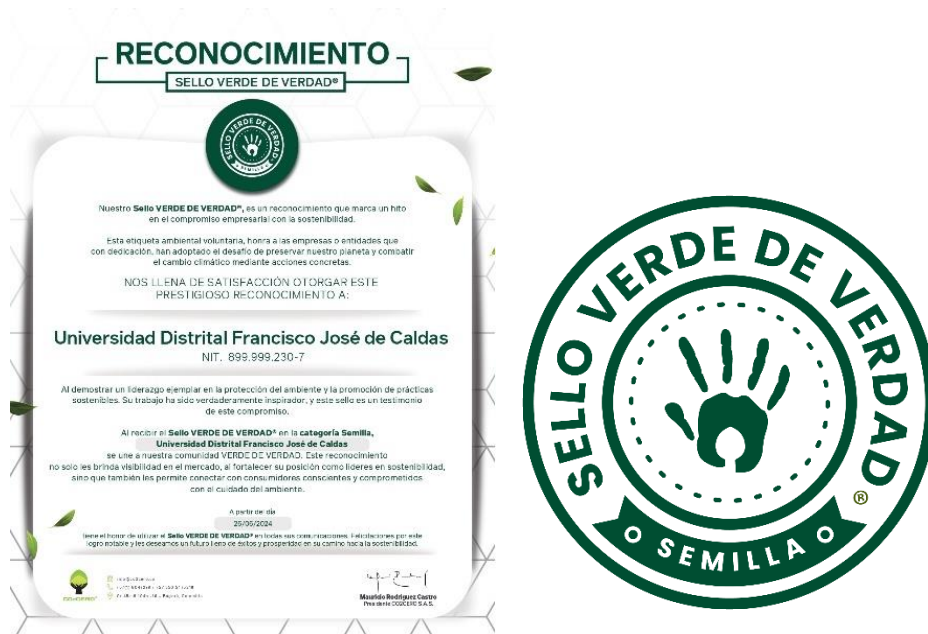 RECONOCIMIENTO
SELLO VERDE DE VERDAD®
SELLO VERDE DE VERDAD
SEMILLA
Nuestro Sello VERDE DE VERDAD®, es un reconocimiento que marca un hito
en el compromiso empresarial con la sostenibilidad.
Esta etiqueta ambiental voluntaria, honra a las empresas o entidades que
con dedicación, han adoptado el desafío de preservar nuestro planeta y combatir
el cambio climático mediante acciones concretas.
NOS LLENA DE SATISFACCIÓN OTORGAR ESTE
PRESTIGIOSO RECONOCIMIENTO A:
Universidad Distrital Francisco José de Caldas
NIT. 899.999.230-7
Al demostrar un liderazgo ejemplar en la protección del ambiente y la promoción de prácticas
sostenibles. Su trabajo ha sido verdaderamente inspirador, y este sello es un testimonio
de este compromiso.
Al recibir el Sello VERDE DE VERDAD® en la categoría Semilla,
Universidad Distrital Francisco José de Caldas
se une a nuestra comunidad VERDE DE VERDAD. Este reconocimiento
no solo les brinda visibilidad en el mercado, al fortalecer su posición como líderes en sostenibilidad,
sino que también les permite conectar con consumidores conscientes y comprometidos
con el cuidado del ambiente.
A partir del día
tiene el honor de utilizar el Sello VERDE DE VERDAD® en todas sus comunicaciones. Felicitaciones por este
logro notable y les deseamos un futuro lleno de éxitos y prosperidad en su camino hacia la sostenibilidad.
Mauricio Rodríguez Castro
Presidente CO2CERO S.A.S.
SELLO VERDE DE VERDAD
®
SEMILLA